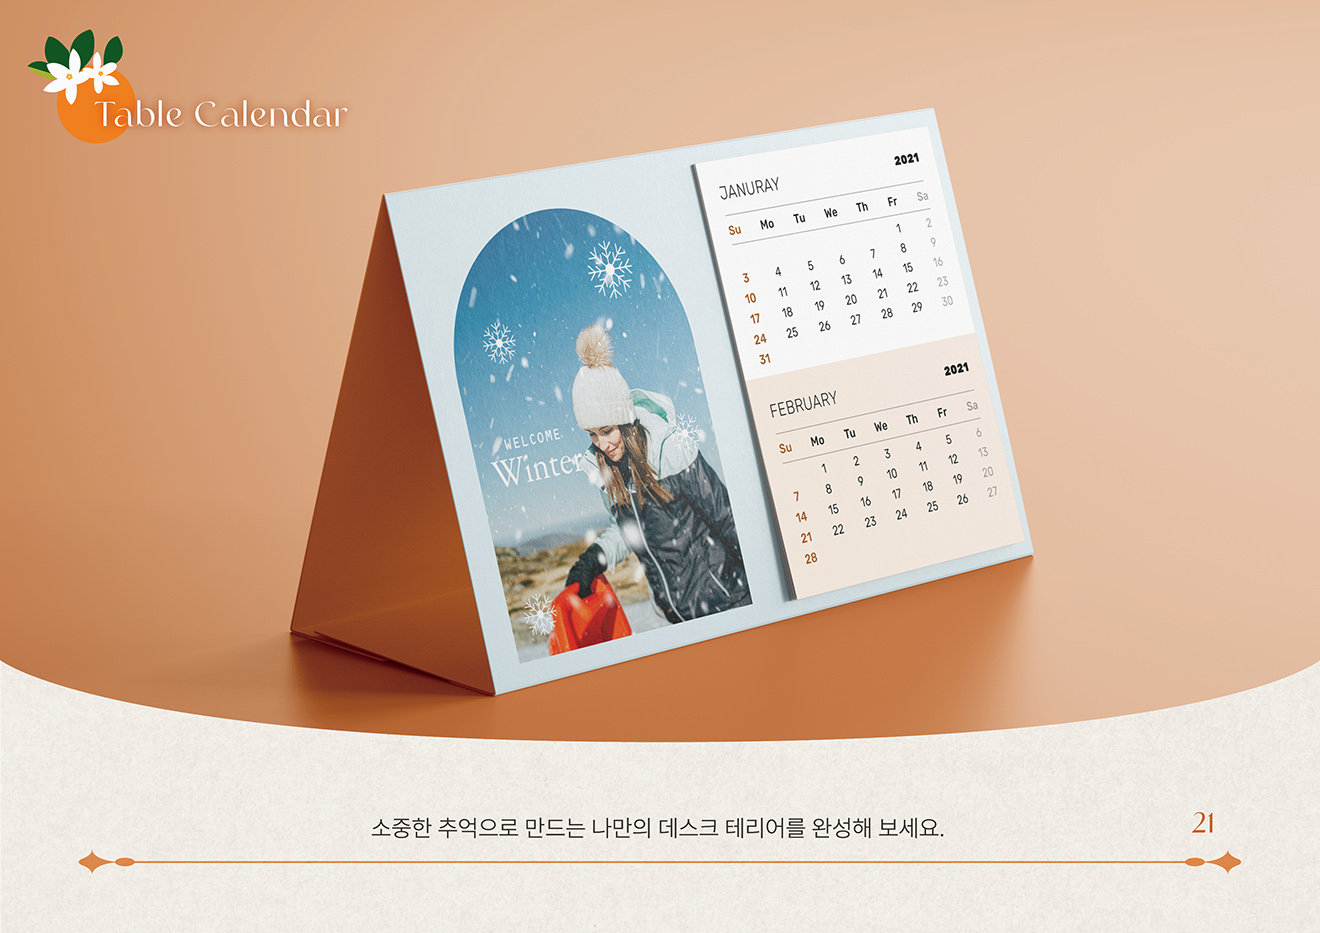 Table Calendar
WELCOME
Winter
2021
JANURAY
Su Mo Tu We Th Fr Sa
1 2
3 4 5 6 7 8 9
10 11 12 13 14 15 16
17 18 19 20 21 22 23
24 25 26 27 28 29 30
31
2021
FEBRUARY
Su Mo Tu We Th Fr Sa
1 2 3 4 5 6
7 8 9 10 11 12 13
14 15 16 17 18 19 20
21 22 23 24 25 26 27
28
소중한 추억으로 만드는 나만의 데스크 테리어를 완성해 보세요.
21